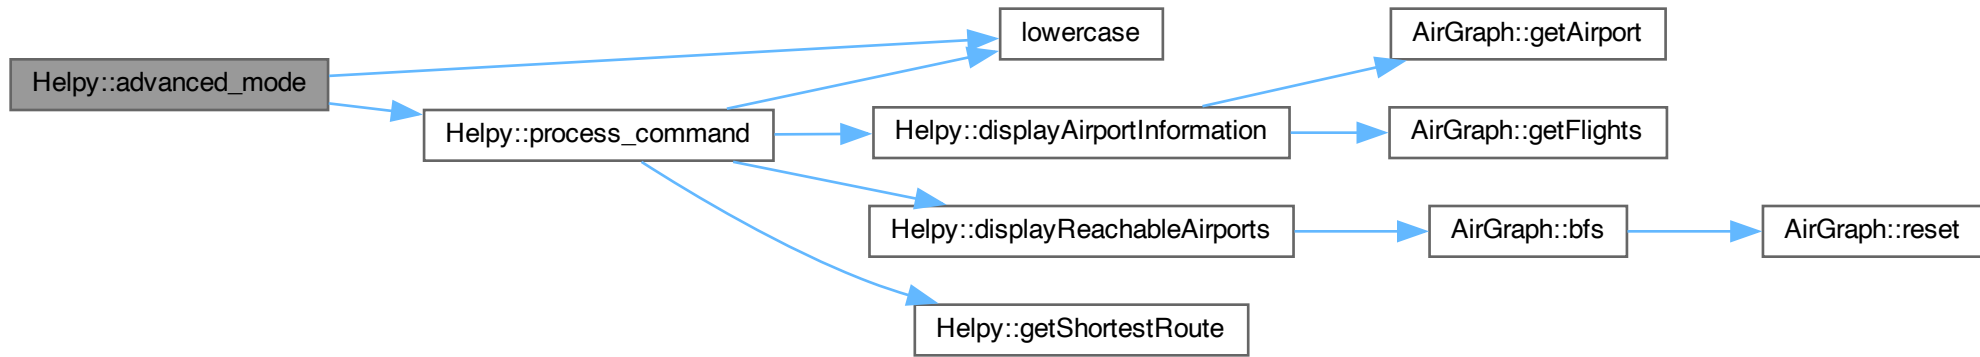 Helpy::advanced_mode
lowercase
Helpy::process_command
Helpy::displayAirportInformation
AirGraph::getAirport
AirGraph::getFlights
Helpy::displayReachableAirports
AirGraph::bfs
AirGraph::reset
Helpy::getShortestRoute